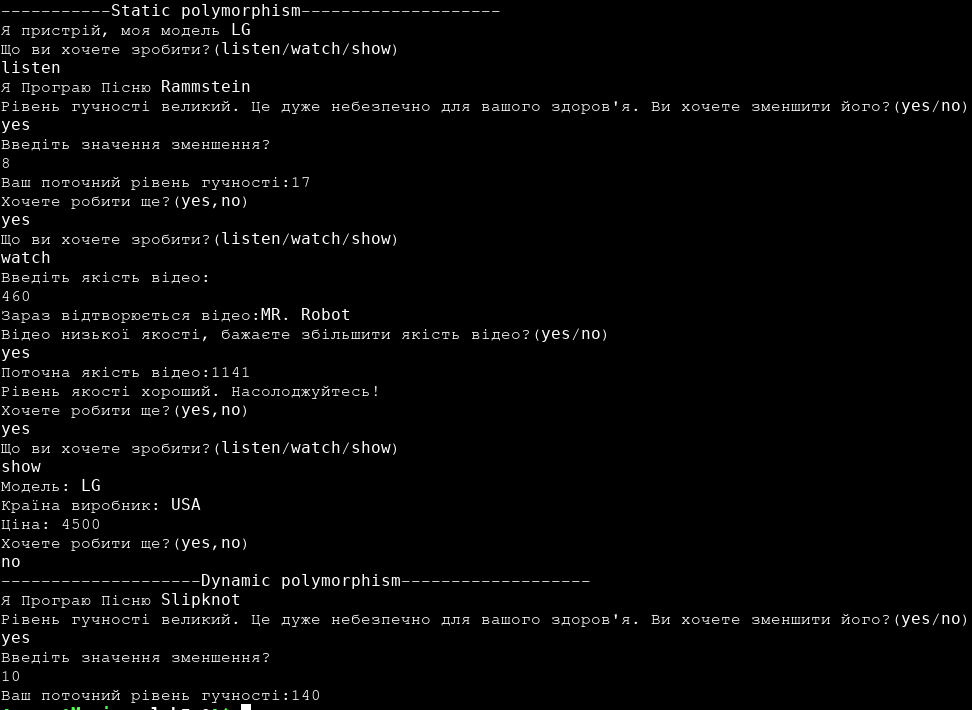 -----------Static polymorphism--------------------
Я пристрій, моя модель LG
Що ви хочете зробити?(listen/watch/show)
listen
Я Програю Пісню Rammstein
Рівень гучності великий. Це дуже небезпечно для вашого здоров'я. Ви хочете зменшити його?(yes/no)
yes
Введіть значення зменшення?
8
Ваш поточний рівень гучності:17
Хочете робити ще?(yes,no)
yes
Що ви хочете зробити?(listen/watch/show)
watch
Введіть якість відео:
460
Зараз відтворюється відео:MR. Robot
Відео низької якості, бажаєте збільшити якість відео?(yes/no)
yes
Поточна якість відео:1141
Рівень якості хороший. Насолоджуйтесь!
Хочете робити ще?(yes,no)
yes
Що ви хочете зробити?(listen/watch/show)
show
Модель: LG
Країна виробник: USA
Ціна: 4500
Хочете робити ще?(yes,no)
no
--------------------Dynamic polymorphism-------------------
Я Програю Пісню Slipknot
Рівень гучності великий. Це дуже небезпечно для вашого здоров'я. Ви хочете зменшити його?(yes/no)
yes
Введіть значення зменшення?
10
Ваш поточний рівень гучності:140